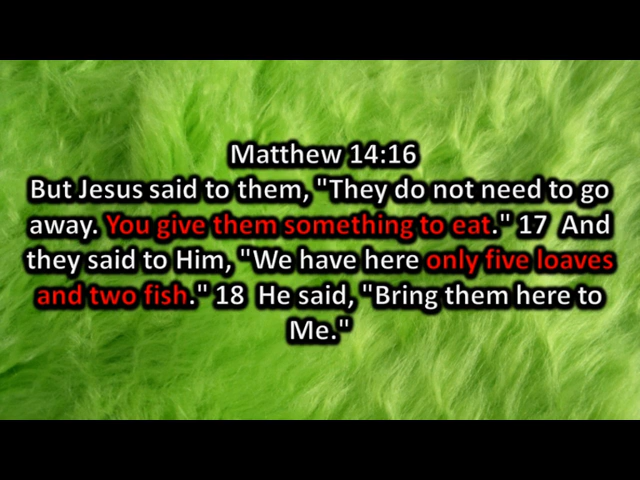 Matthew 14:16
But Jesus said to them, "They do not need to go
away. You give them something to eat." 17  And
they said to Him, "We have here only five loaves
and two fish." 18  He said, "Bring them here to
Me."